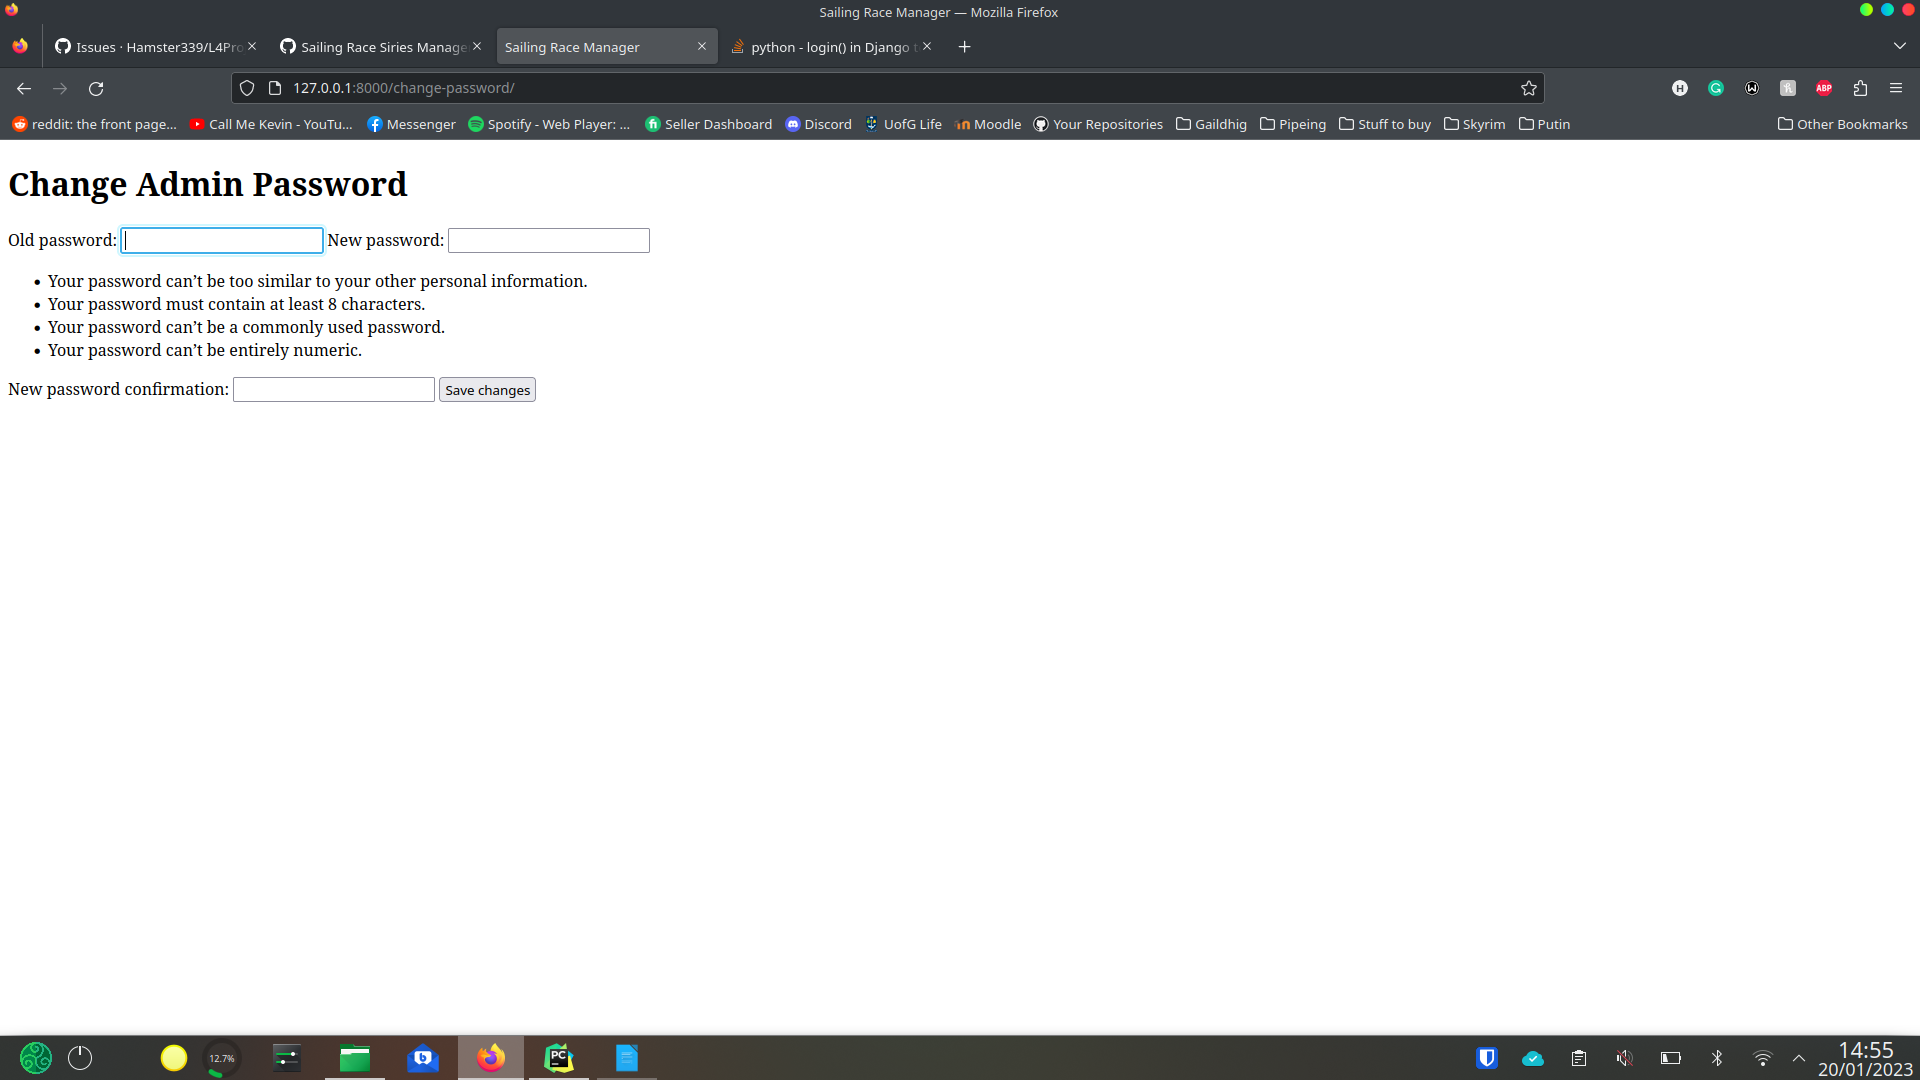 Sailing Race Manager — Mozilla Firefox
Issues · Hamster339/L4Pro
Sailing Race Siries Manage
Sailing Race Manager
python - login() in Django t
127.0.0.1:8000/change-password/
H
G
W
ABP
reddit: the front page...
Call Me Kevin - YouTu...
Messenger
Spotify - Web Player: ...
Seller Dashboard
Discord
UofG Life
Moodle
Your Repositories
Gaildhig
Pipeing
Stuff to buy
Skyrim
Putin
Other Bookmarks
Change Admin Password
Old password: New password:
• Your password can’t be too similar to your other personal information.
• Your password must contain at least 8 characters.
• Your password can’t be a commonly used password.
• Your password can’t be entirely numeric.
New password confirmation: Save changes
12.7%
b
PC
14:55
20/01/2023